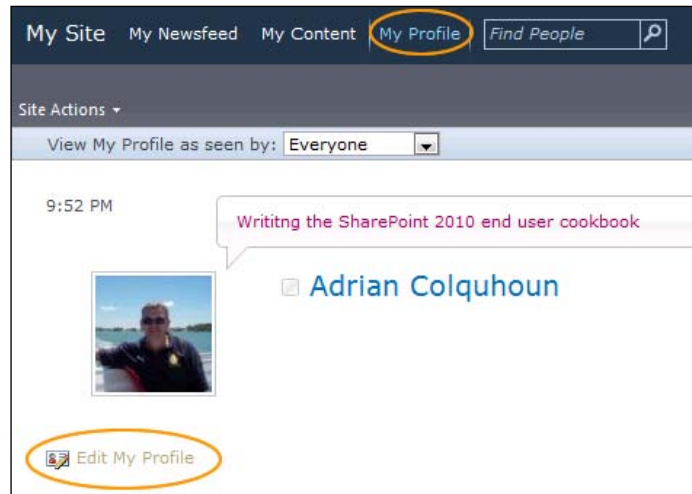 My Site My Newsfeed My Content My Profile Find People
Site Actions
View My Profile as seen by: Everyone
9:52 PM
Writitng the SharePoint 2010 end user cookbook
Adrian Colquhoun
Edit My Profile